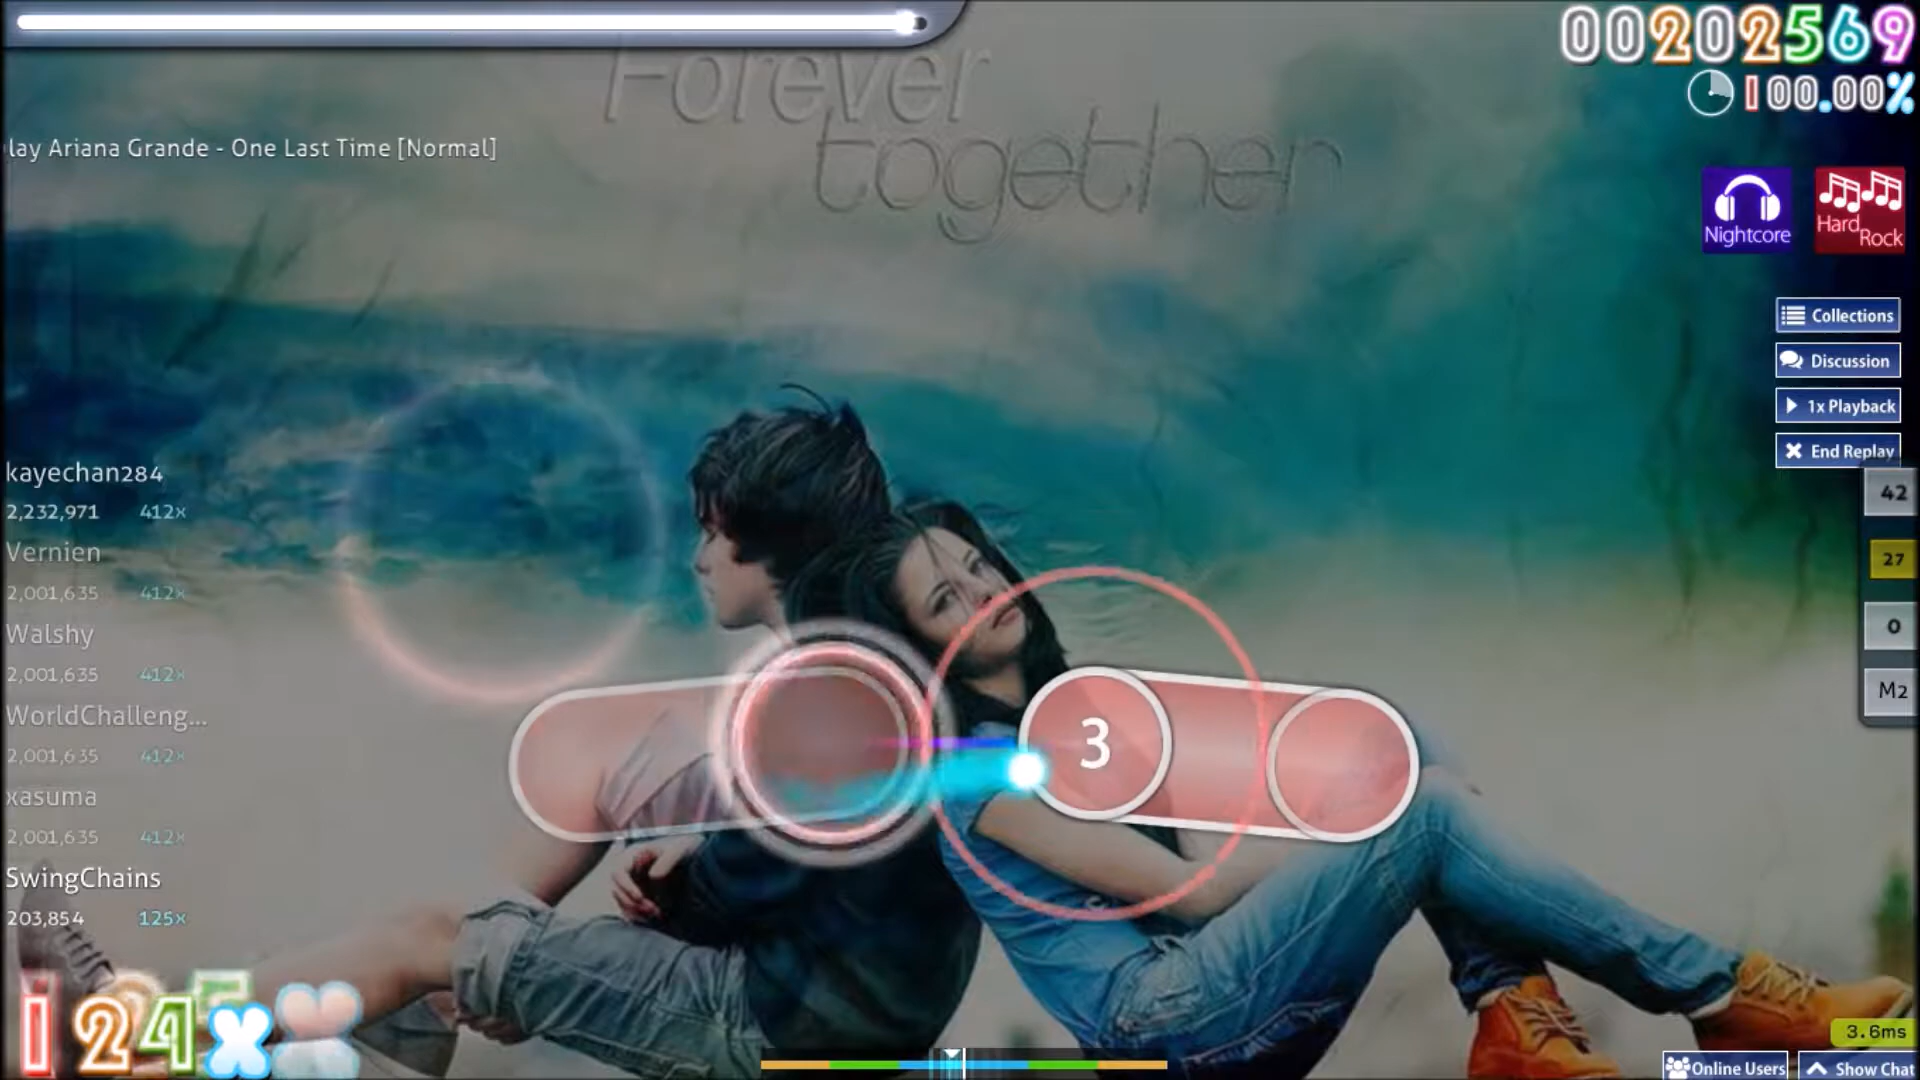 00202569
100.00%
Forever
together
lay Ariana Grande - One Last Time [Normal]
Nightcore
Hard Rock
Collections
Discussion
1x Playback
End Replay
kayechan284
2,232,971 412x
42
Vernien
27
2,001,635 412x
Walshy
0
2,001,635 412x
M2
WorldChalleng...
3
2,001,635 412x
xasuma
2,001,635 412x
SwingChains
203,854 125x
124x
3.6ms
Online Users
Show Chat